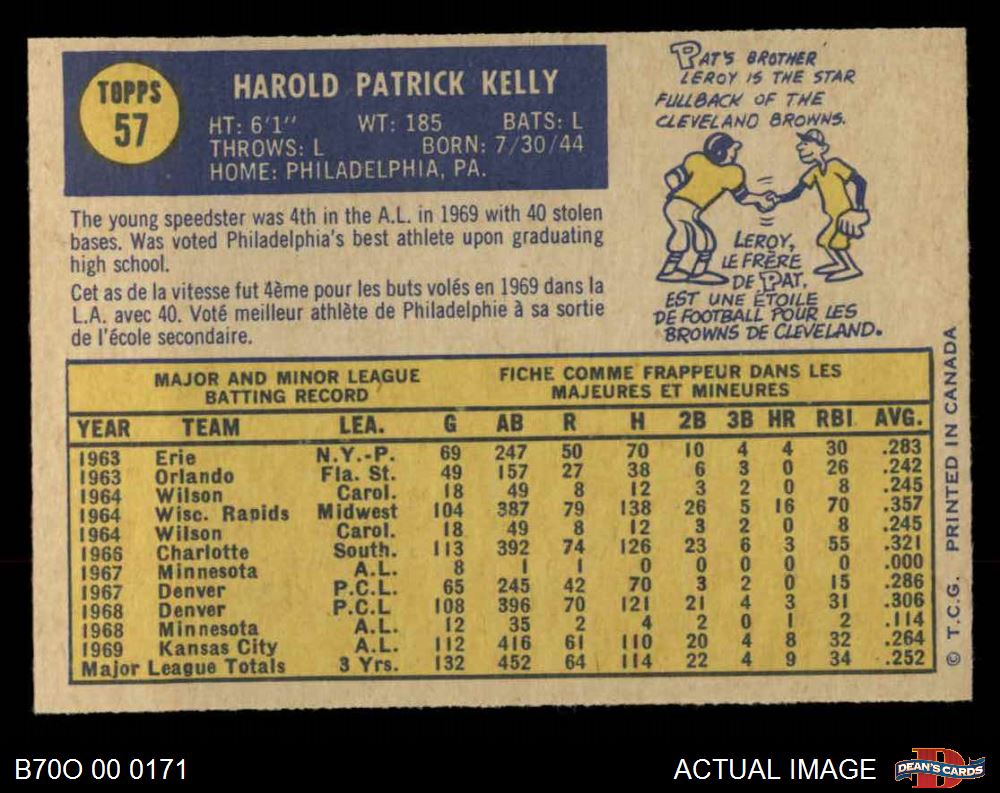 TOPPS
57
HAROLD PATRICK KELLY
HT: 6'1" WT: 185 BATS: L
THROWS: L BORN: 7/30/44
HOME: PHILADELPHIA, PA.
The young speedster was 4th in the A.L. in 1969 with 40 stolen
bases. Was voted Philadelphia's best athlete upon graduating
high school.
Cet as de la vitesse fut 4ème pour les buts volés en 1969 dans la
L.A. avec 40. Voté meilleur athlète de Philadelphie à sa sortie
de l'école secondaire.
PAT'S BROTHER
LEROY IS THE STAR
FULLBACK OF THE
CLEVELAND BROWNS.
LEROY,
LE FRÈRE
DE PAT,
EST UNE ÉTOILE
DE FOOTBALL POUR LES
BROWNS DE CLEVELAND.
MAJOR AND MINOR LEAGUE
BATTING RECORD
FICHE COMME FRAPPEUR DANS LES
MAJEURES ET MINEURES
YEAR TEAM LEA. G AB R H 2B 3B HR RBI AVG.
1963 Erie N.Y.-P. 69 247 50 70 10 4 4 30 .283
1963 Orlando Fla. St. 49 157 27 38 6 3 0 26 .242
1964 Wilson Carol. 18 49 8 12 3 2 0 8 .245
1964 Wisc. Rapids Midwest 104 387 79 138 26 5 16 70 .357
1964 Wilson Carol. 18 49 8 12 3 2 0 8 .245
1966 Charlotte South. 113 392 74 126 23 6 3 55 .321
1967 Minnesota A.L. 8 1 1 0 0 0 0 0 .000
1967 Denver P.C.L. 65 245 42 70 3 2 0 15 .286
1968 Denver P.C.L 108 396 70 121 21 4 3 31 .306
1968 Minnesota A.L. 12 35 2 4 2 0 1 2 .114
1969 Kansas City A.L. 112 416 61 110 20 4 8 32 .264
Major League Totals 3 Yrs. 132 452 64 114 22 4 9 34 .252
© T.C.G. PRINTED IN CANADA
B70O 00 0171
ACTUAL IMAGE
DEAN'S CARDS